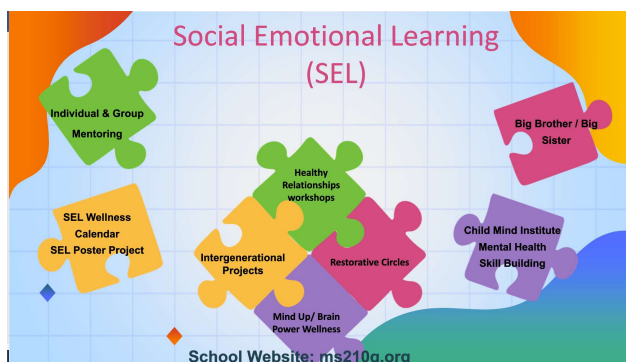 Social Emotional Learning
(SEL)
Individual & Group
Mentoring
Big Brother / Big
Sister
Healthy
Relationships
workshops
SEL Wellness
Calendar
SEL Poster Project
Intergenerational
Projects
Restorative Circles
Child Mind Institute
Mental Health
Skill Building
Mind Up/ Brain
Power Wellness
School Website: ms210q.org